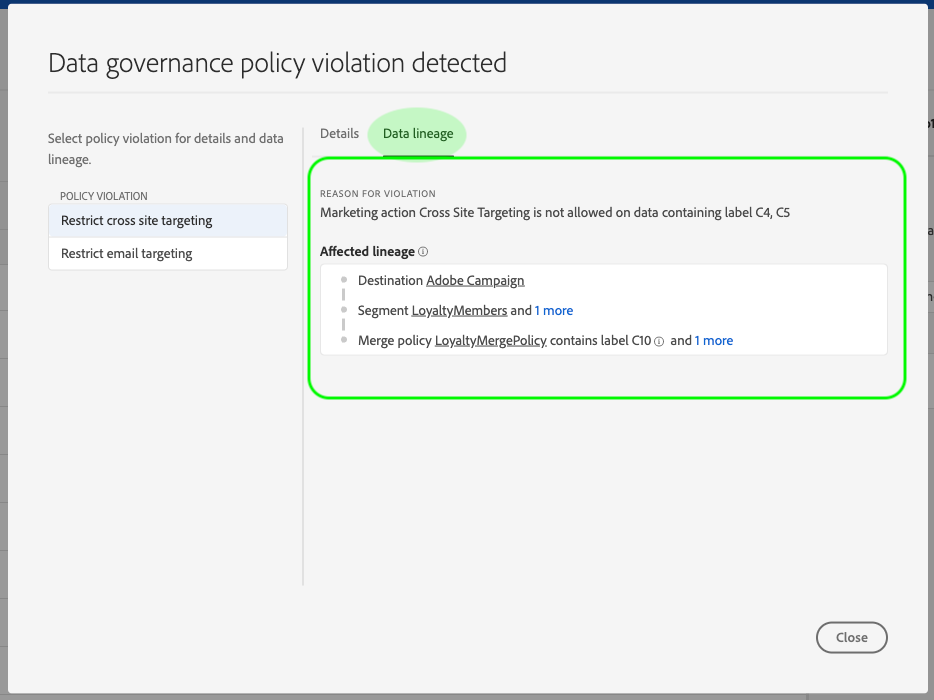 Data governance policy violation detected
Select policy violation for details and data
lineage.
POLICY VIOLATION
Restrict cross site targeting
Restrict email targeting
Details
Data lineage
REASON FOR VIOLATION
Marketing action Cross Site Targeting is not allowed on data containing label C4, C5
Affected lineage
Destination Adobe Campaign
Segment LoyaltyMembers and 1 more
Merge policy LoyaltyMergePolicy contains label C10 and 1 more
Close